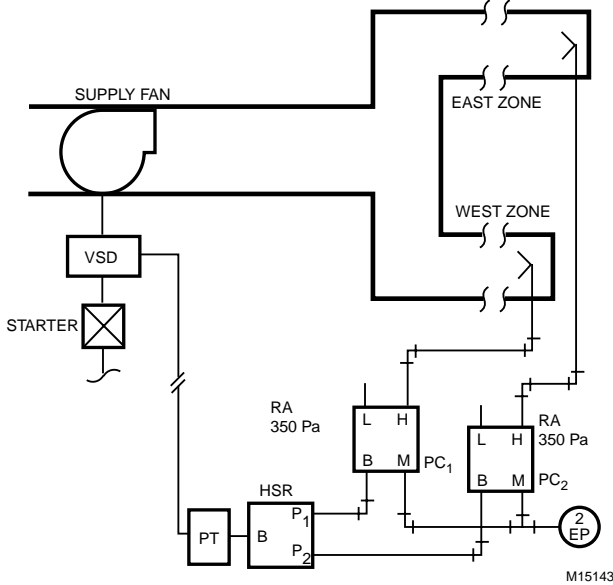 SUPPLY FAN
EAST ZONE
WEST ZONE
VSD
STARTER
RA
350 Pa
L H
B M
PC1
RA
350 Pa
L H
B M
PC2
HSR
P1
B
P2
PT
2
EP
M15143